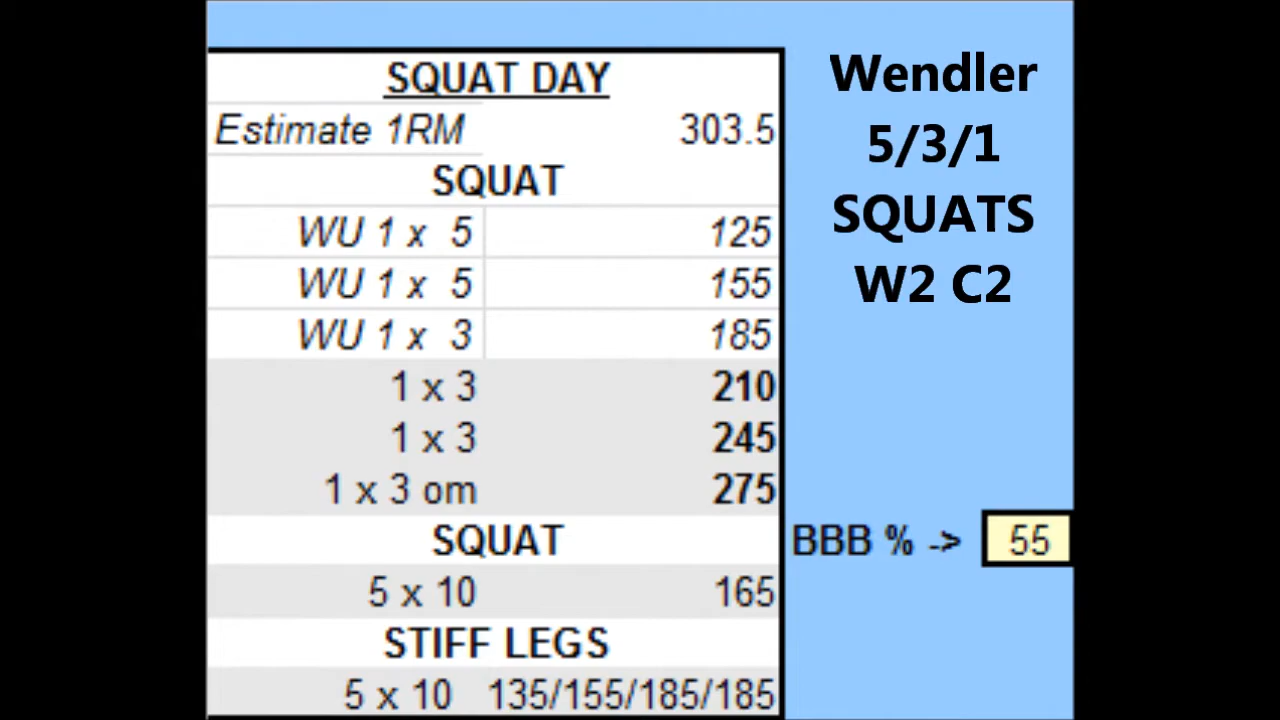 SQUAT DAY
Estimate 1RM 303.5
SQUAT
WU 1 x 5 125
WU 1 x 5 155
WU 1 x 3 185
1 x 3 210
1 x 3 245
1 x 3 om 275
SQUAT
5 x 10 165
STIFF LEGS
5 x 10 135/155/185/185
Wendler
5/3/1
SQUATS
W2 C2
BBB % -> 55